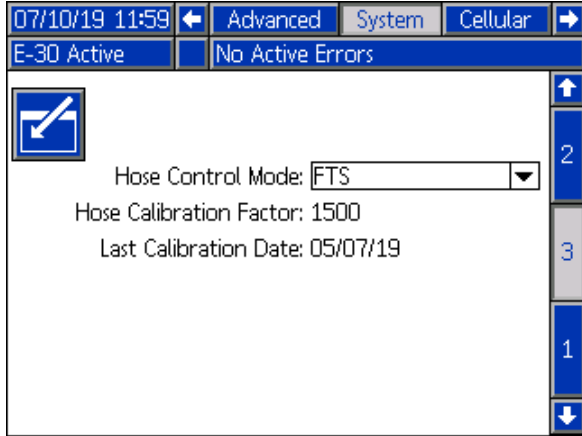 07/10/19 11:59 Advanced System Cellular
E-30 Active No Active Errors
2
Hose Control Mode: FTS
Hose Calibration Factor: 1500
Last Calibration Date: 05/07/19
3
1